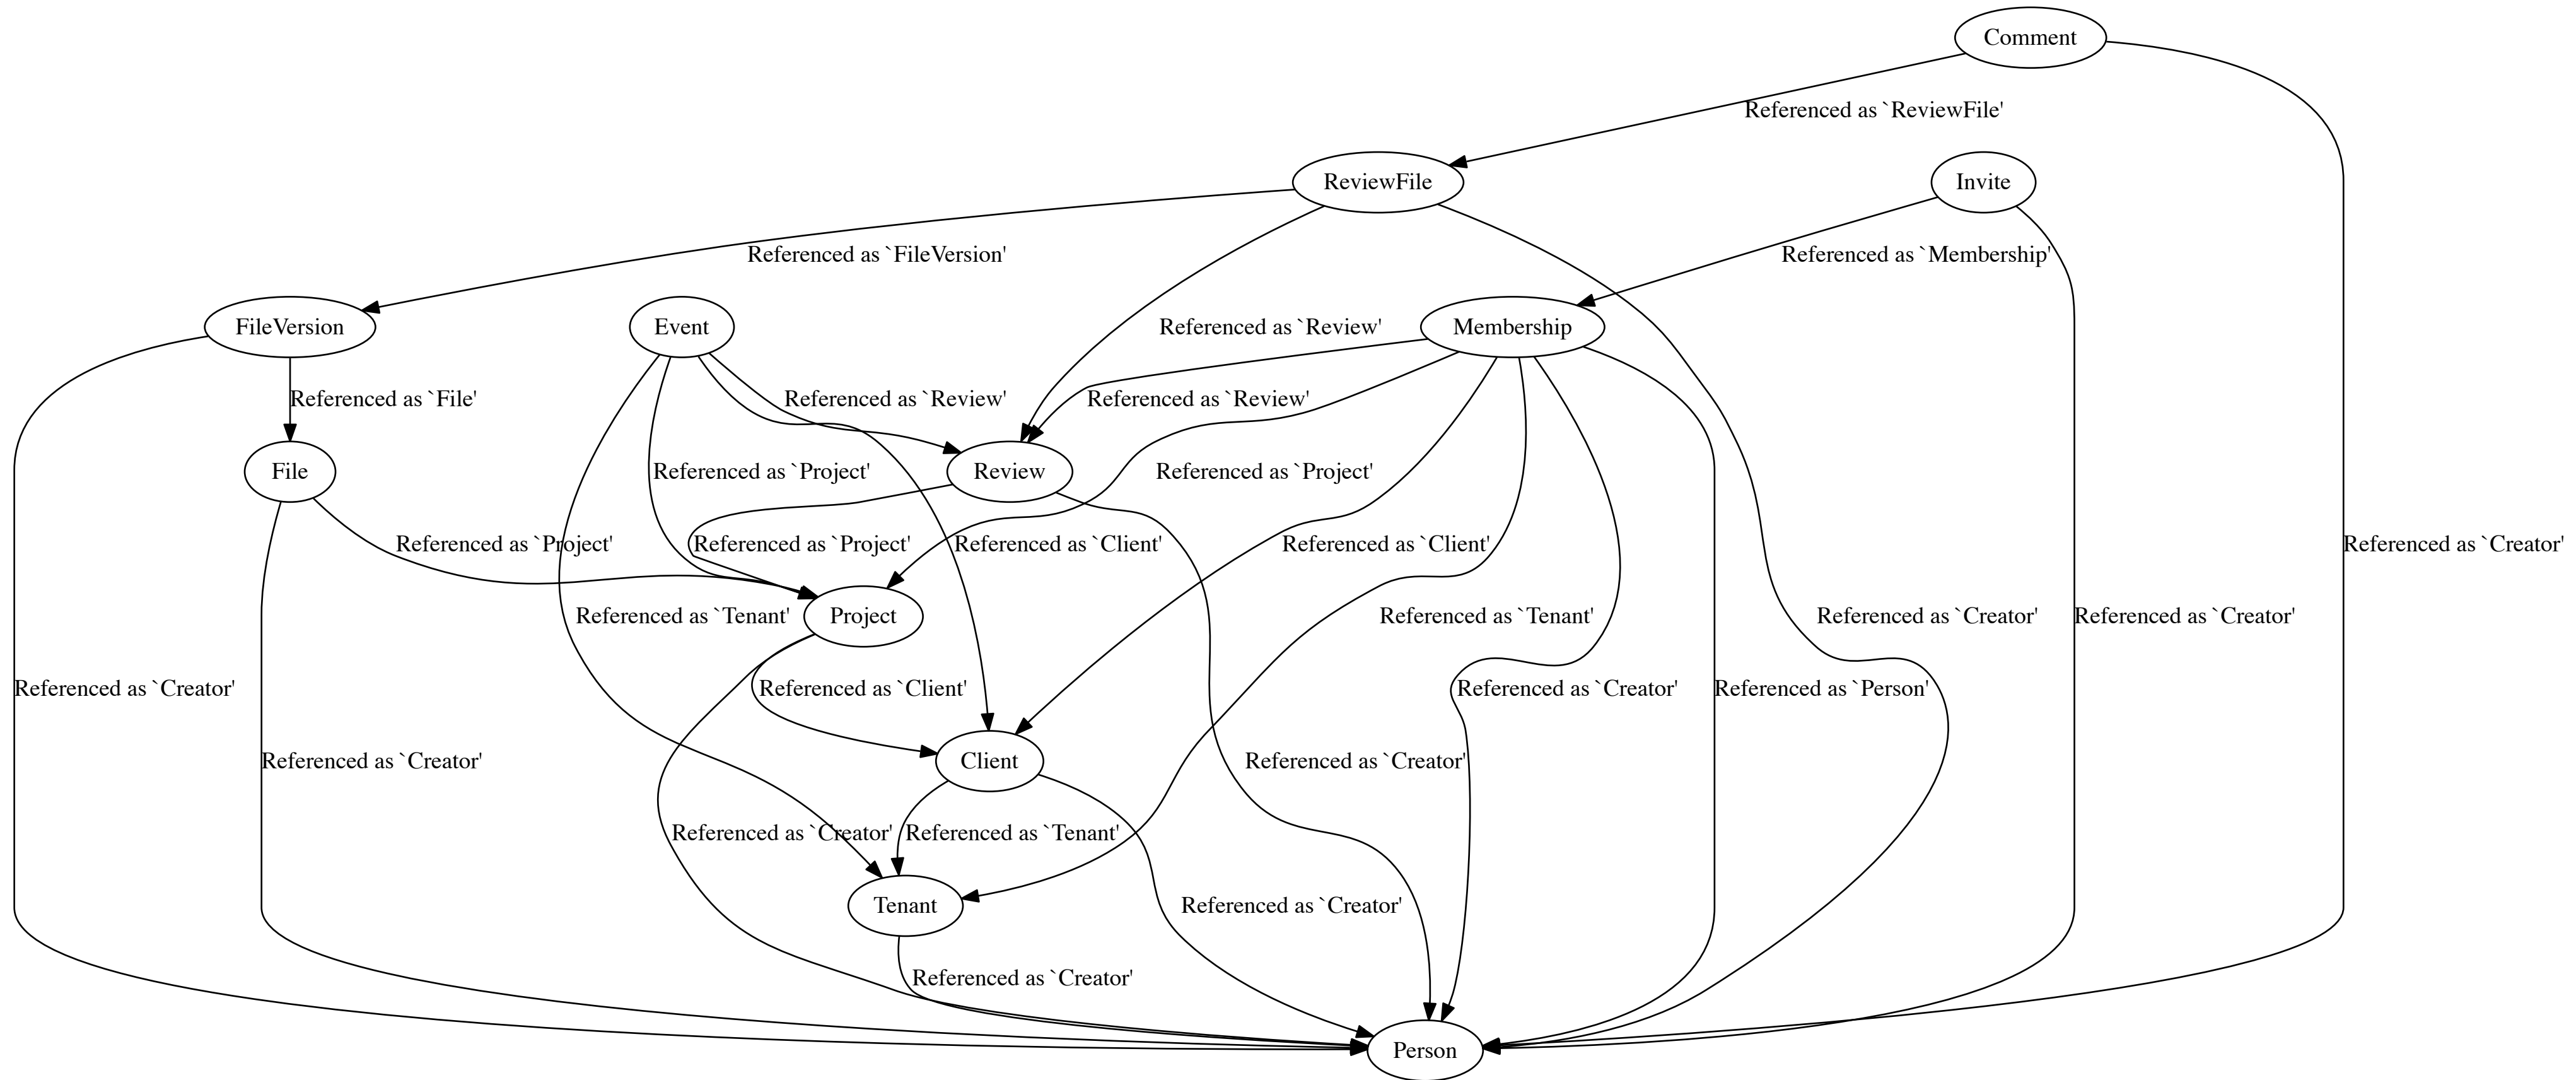 Comment
Referenced as `ReviewFile'
ReviewFile
Invite
Referenced as `FileVersion'
Referenced as `Membership'
FileVersion
Event
Referenced as `Review'
Membership
Referenced as `File'
Referenced as `Review'
Referenced as `Review'
File
Referenced as `Project'
Review
Referenced as `Project'
Referenced as `Project'
Referenced as `Project'
Referenced as `Client'
Referenced as `Client'
Referenced as `Creator'
Referenced as `Tenant'
Project
Referenced as `Tenant'
Referenced as `Creator'
Referenced as `Creator'
Referenced as `Creator'
Referenced as `Client'
Referenced as `Creator'
Referenced as `Person'
Referenced as `Creator'
Client
Referenced as `Creator'
Referenced as `Creator'
Referenced as `Tenant'
Tenant
Referenced as `Creator'
Referenced as `Creator'
Person